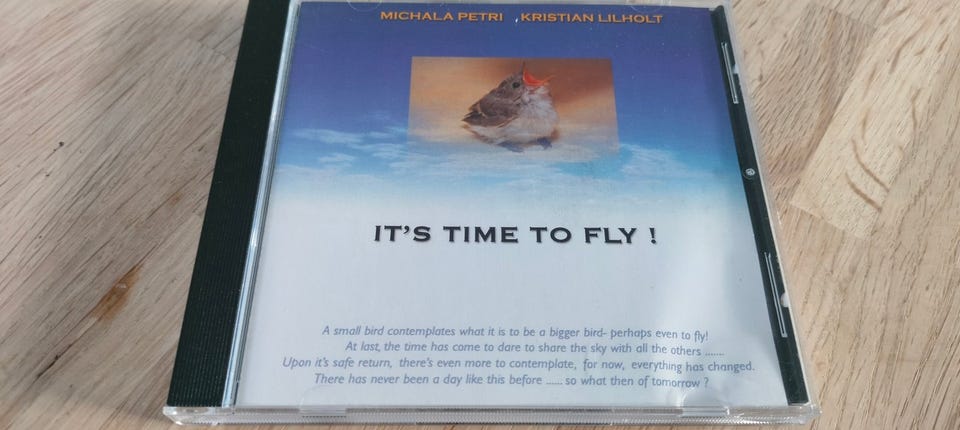 MICHALA PETRI KRISTIAN LILHOLT
IT'S TIME TO FLY !
A small bird contemplates what it is to be a bigger bird- perhaps even to fly!
At last, the time has come to dare to share the sky with all the others .......
Upon it's safe return, there's even more to contemplate, for now, everything has changed.
There has never been a day like this before ...... so what then of tomorrow ?